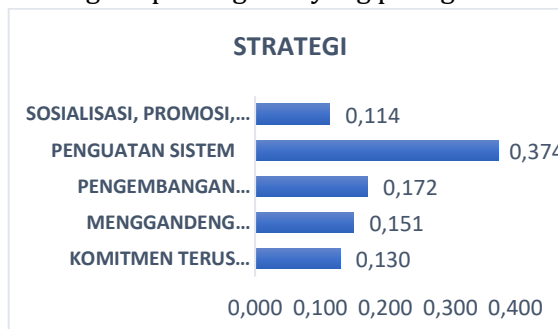 STRATEGI
SOSIALISASI, PROMOSI,... 0,114
PENGUATAN SISTEM 0,374
PENGEMBANGAN... 0,172
MENGGANDENG... 0,151
KOMITMEN TERUS... 0,130
0,000 0,100 0,200 0,300 0,400